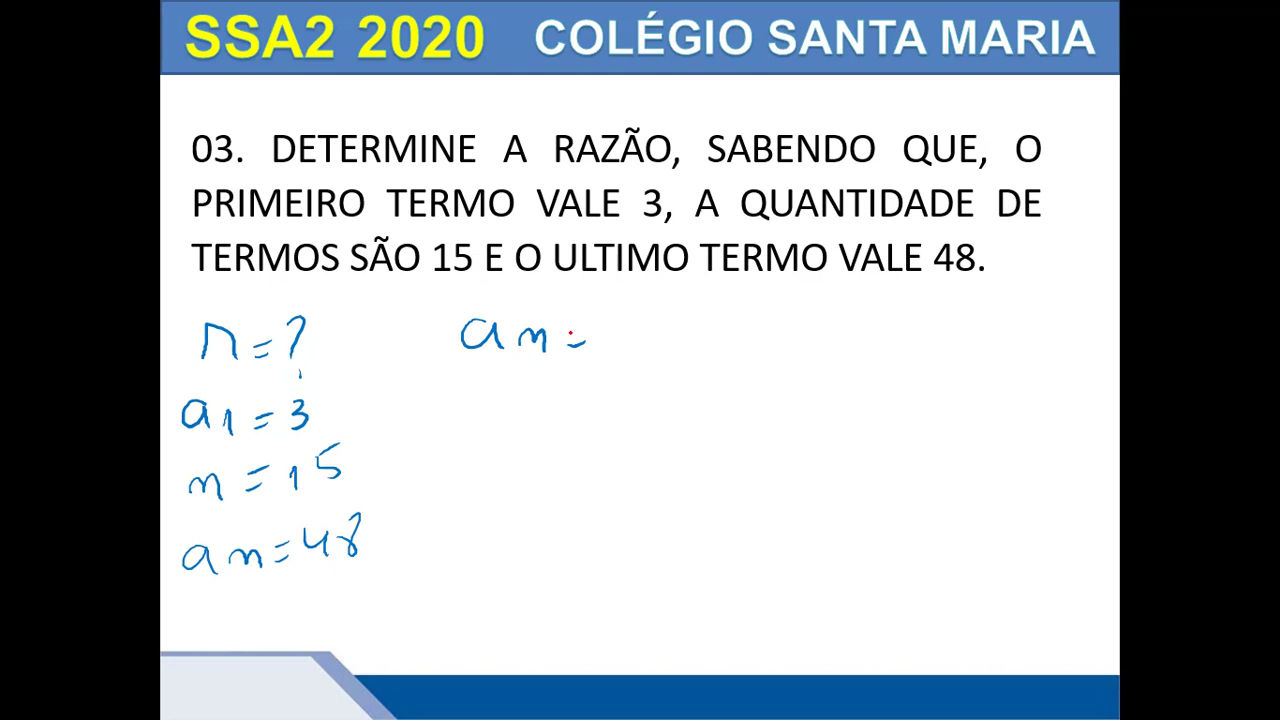 SSA2 2020 COLÉGIO SANTA MARIA
03. DETERMINE A RAZÃO, SABENDO QUE, O
PRIMEIRO TERMO VALE 3, A QUANTIDADE DE
TERMOS SÃO 15 E O ULTIMO TERMO VALE 48.
r = ?
a1 = 3
n = 15
an = 48
an =